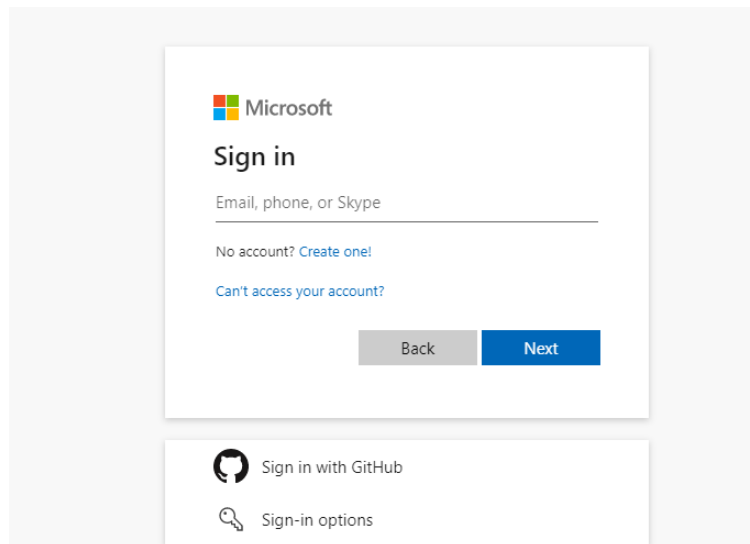 Microsoft
Sign in
Email, phone, or Skype
No account? Create one!
Can't access your account?
Back Next
Sign in with GitHub
Sign-in options